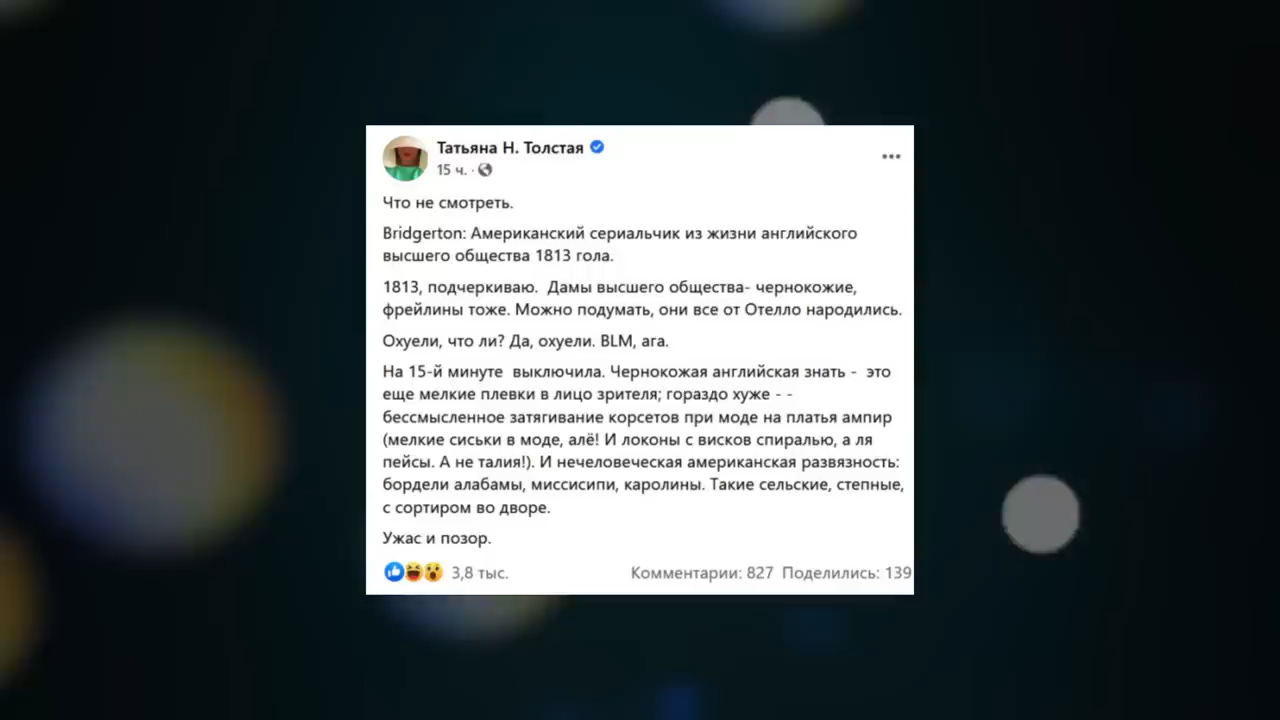 Татьяна Н. Толстая
15 ч. ·
Что не смотреть.
Bridgerton: Американский сериальчик из жизни английского
высшего общества 1813 гола.
1813, подчеркиваю. Дамы высшего общества- чернокожие,
фрейлины тоже. Можно подумать, они все от Отелло народились.
Охуели, что ли? Да, охуели. BLM, ага.
На 15-й минуте выключила. Чернокожая английская знать - это
еще мелкие плевки в лицо зрителя; гораздо хуже - -
бессмысленное затягивание корсетов при моде на платья ампир
(мелкие сиськи в моде, алё! И локоны с висков спиралью, а ля
пейсы. А не талия!). И нечеловеческая американская развязность:
бордели алабамы, миссисипи, каролины. Такие сельские, степные,
с сортиром во дворе.
Ужас и позор.
3,8 тыс. Комментарии: 827 Поделились: 139